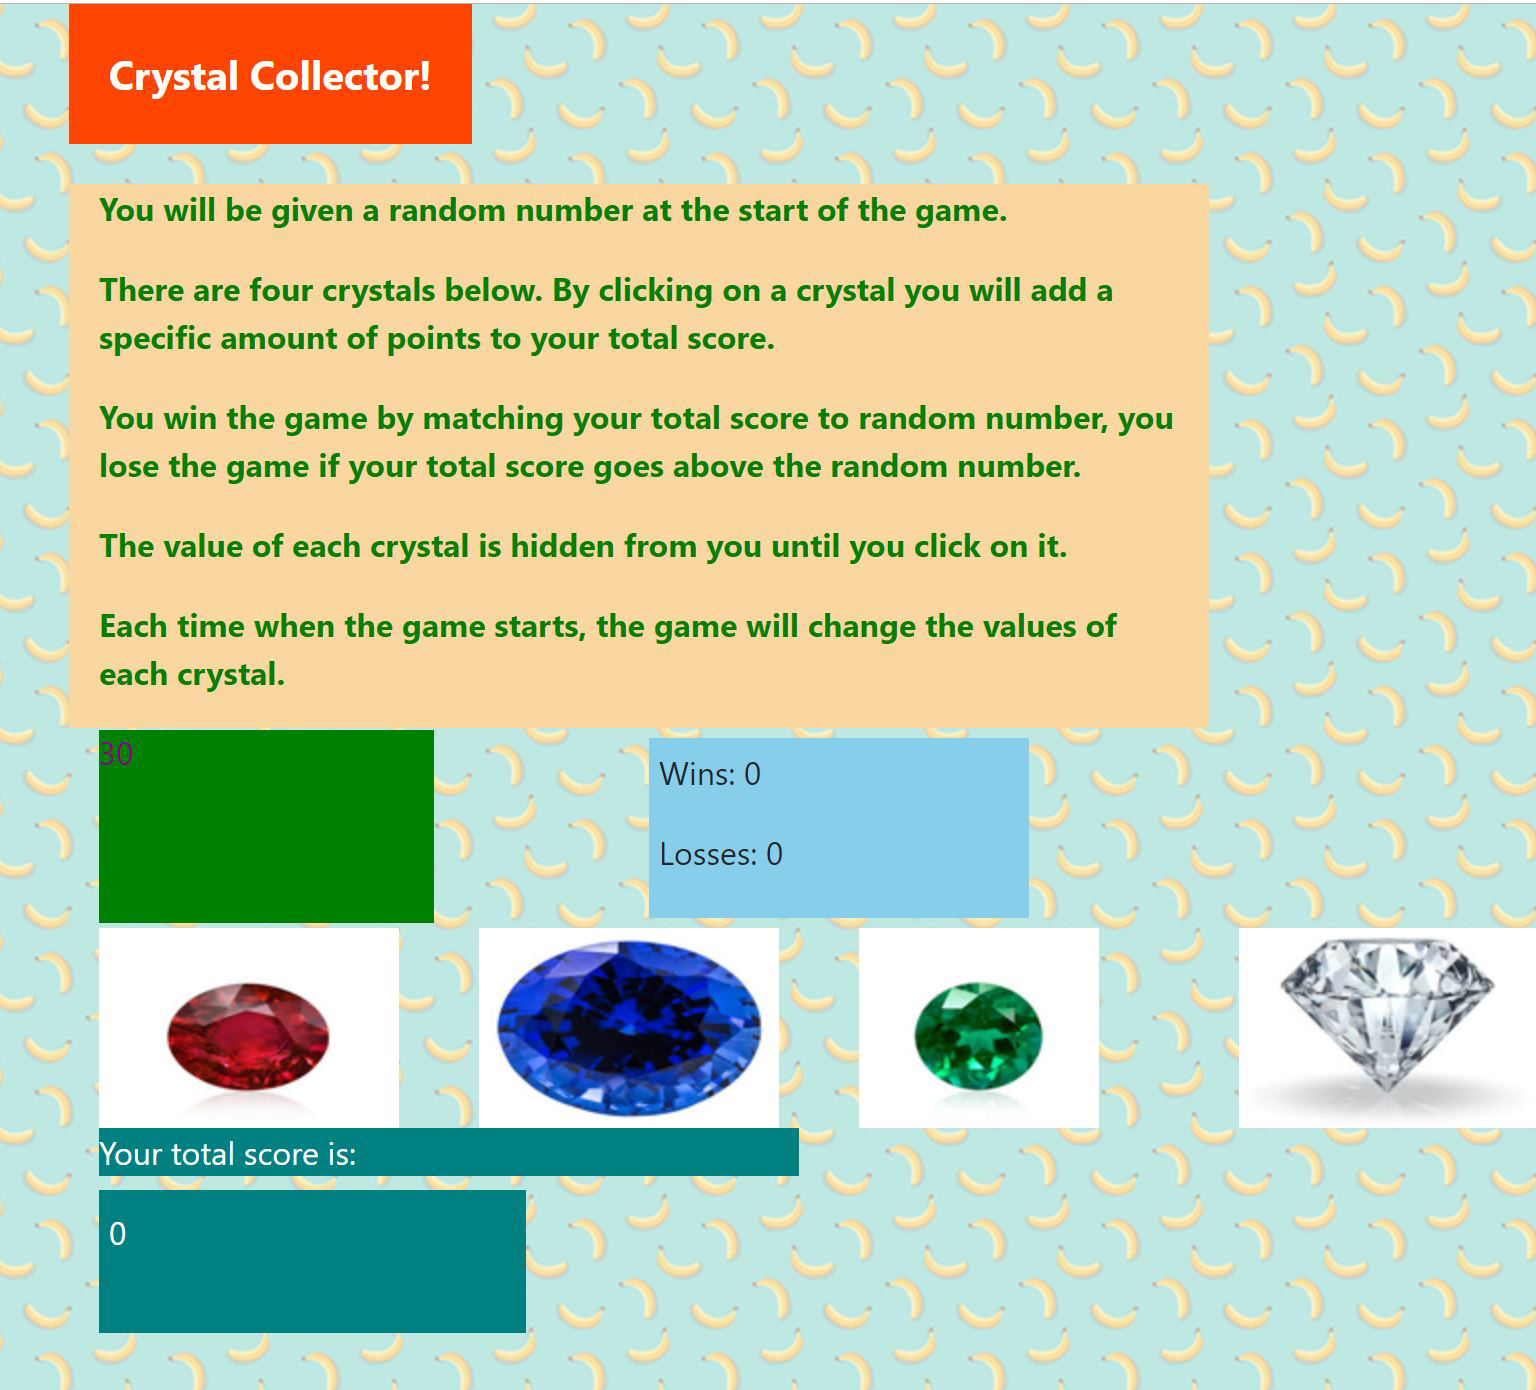 Crystal Collector!
You will be given a random number at the start of the game.
There are four crystals below. By clicking on a crystal you will add a
specific amount of points to your total score.
You win the game by matching your total score to random number, you
lose the game if your total score goes above the random number.
The value of each crystal is hidden from you until you click on it.
Each time when the game starts, the game will change the values of
each crystal.
30
Wins: 0
Losses: 0
Your total score is:
0